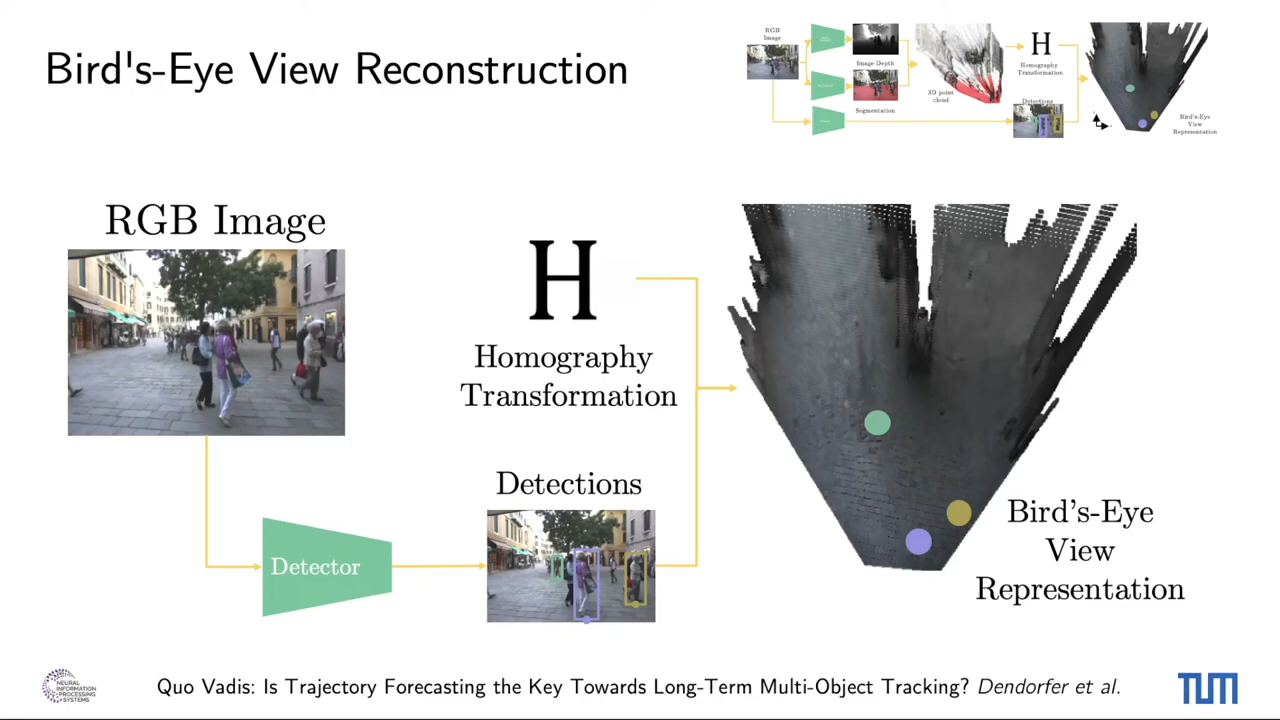 Bird's-Eye View Reconstruction
RGB
Image
Image Depth
Segmentation
3D point
cloud
H
Homography
Transformation
Detections
Bird's-Eye
View
Representation
RGB Image
H
Homography
Transformation
Detections
Detector
Bird's-Eye
View
Representation
NEURAL
INFORMATION
PROCESSING
SYSTEMS
Quo Vadis: Is Trajectory Forecasting the Key Towards Long-Term Multi-Object Tracking? Dendorfer et al.
TUM